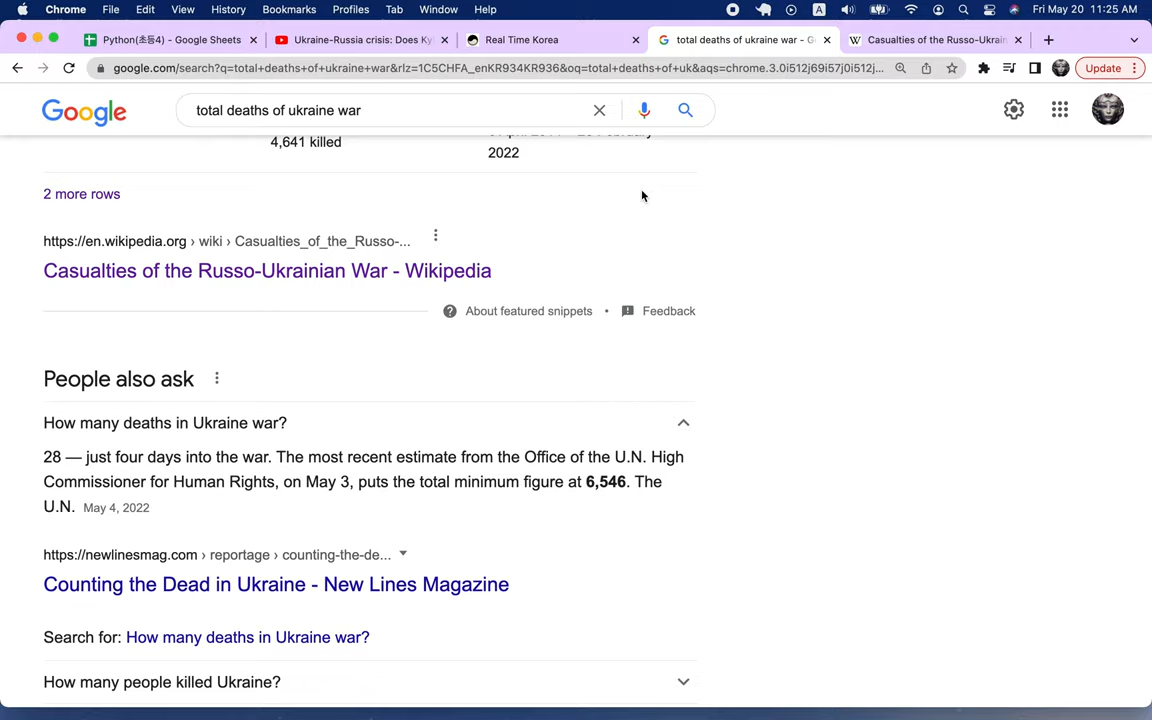 Chrome File Edit View History Bookmarks Profiles Tab Window Help A Fri May 20 11:25 AM
Python(초등4) - Google Sheets Ukraine-Russia crisis: Does Ky Real Time Korea total deaths of ukraine war - G Casualties of the Russo-Ukrain
google.com/search?q=total+deaths+of+ukraine+war&rlz=1C5CHFA_enKR934KR936&oq=total+deaths+of+uk&aqs=chrome.3.0i512j69i57j0i512j... Update
Google total deaths of ukraine war
4,641 killed
2022
2 more rows
https://en.wikipedia.org › wiki › Casualties_of_the_Russo-...
Casualties of the Russo-Ukrainian War - Wikipedia
About featured snippets • Feedback
People also ask
How many deaths in Ukraine war?
28 — just four days into the war. The most recent estimate from the Office of the U.N. High
Commissioner for Human Rights, on May 3, puts the total minimum figure at 6,546. The
U.N. May 4, 2022
https://newlinesmag.com › reportage › counting-the-de...
Counting the Dead in Ukraine - New Lines Magazine
Search for: How many deaths in Ukraine war?
How many people killed Ukraine?